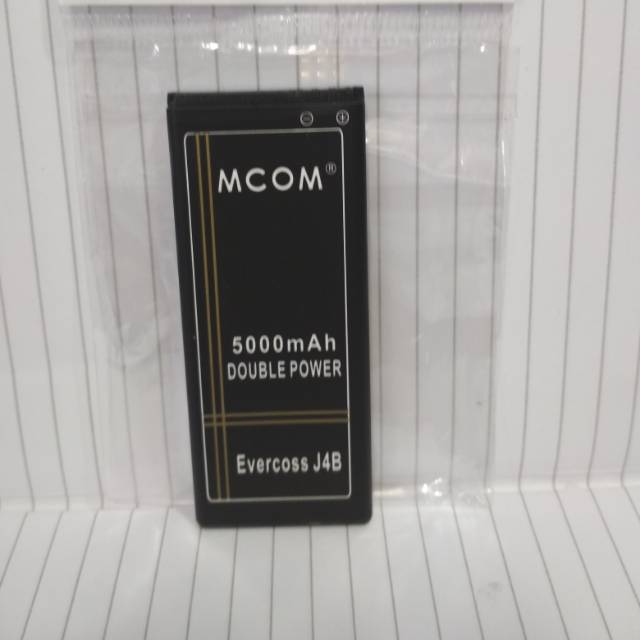 ⊖ ⊕
MCOM®
5000mAh
DOUBLE POWER
Evercoss J4B